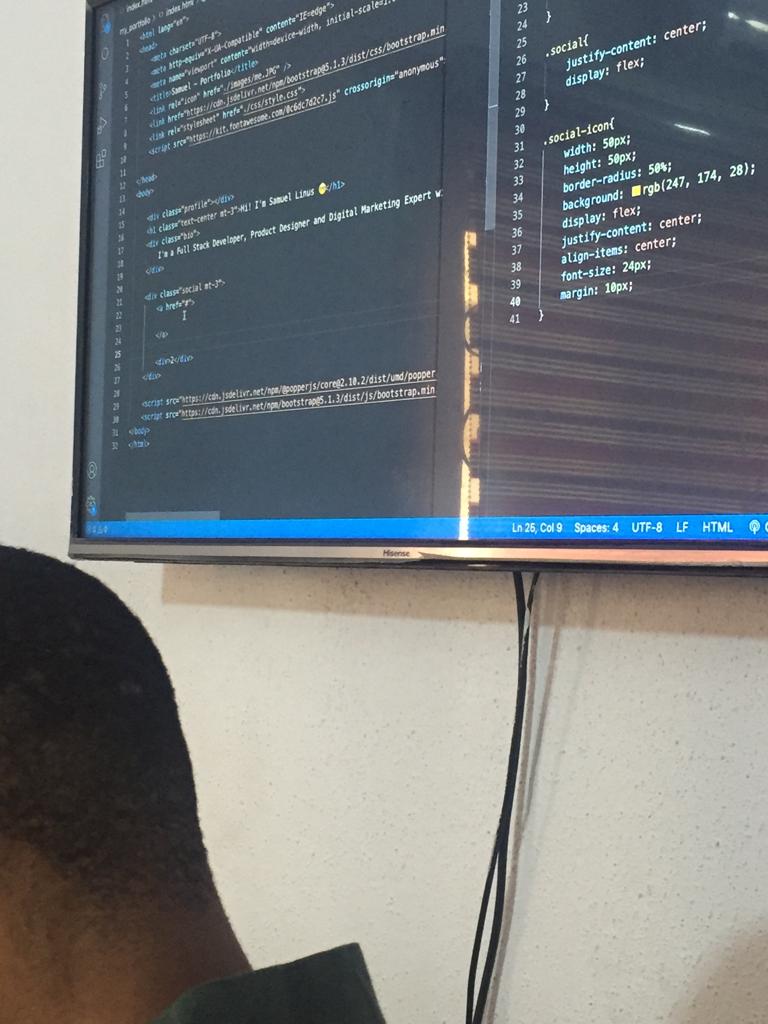 index.html
my_portfolio > index.html >
1 <html lang="en">
2 <head>
3 <meta charset="UTF-8">
4 <meta http-equiv="X-UA-Compatible" content="IE=edge">
5 <meta name="viewport" content="width=device-width, initial-scale=1.
6 <title>Samuel - Portfolio</title>
7 <link rel="icon" href="./images/me.JPG" />
8 <link href="https://cdn.jsdelivr.net/npm/bootstrap@5.1.3/dist/css/bootstrap.min
9 <link rel="stylesheet" href="./css/style.css">
<script src="https://kit.fontawesome.com/0c6dc7d2c7.js" crossorigin="anonymous"
</head>
<body>
<div class="profile"></div>
<h1 class="text-center mt-3">Hi! I'm Samuel Linus 😊</h1>
<div class="bio">
I'm a Full Stack Developer, Product Designer and Digital Marketing Expert w
</div>
<div class="social mt-3">
<a href="#">
</a>
<div>2</div>
</div>
<script src="https://cdn.jsdelivr.net/npm/@popperjs/core@2.10.2/dist/umd/popper
<script src="https://cdn.jsdelivr.net/npm/bootstrap@5.1.3/dist/js/bootstrap.min
</body>
</html>
23 }
24
25 .social{
26 justify-content: center;
27 display: flex;
28 }
29
30 .social-icon{
31 width: 50px;
32 height: 50px;
33 border-radius: 50%;
34 background: rgb(247, 174, 28);
35 display: flex;
36 justify-content: center;
37 align-items: center;
38 font-size: 24px;
39 margin: 10px;
40
41 }
Ln 25, Col 9 Spaces: 4 UTF-8 LF HTML
Hisense